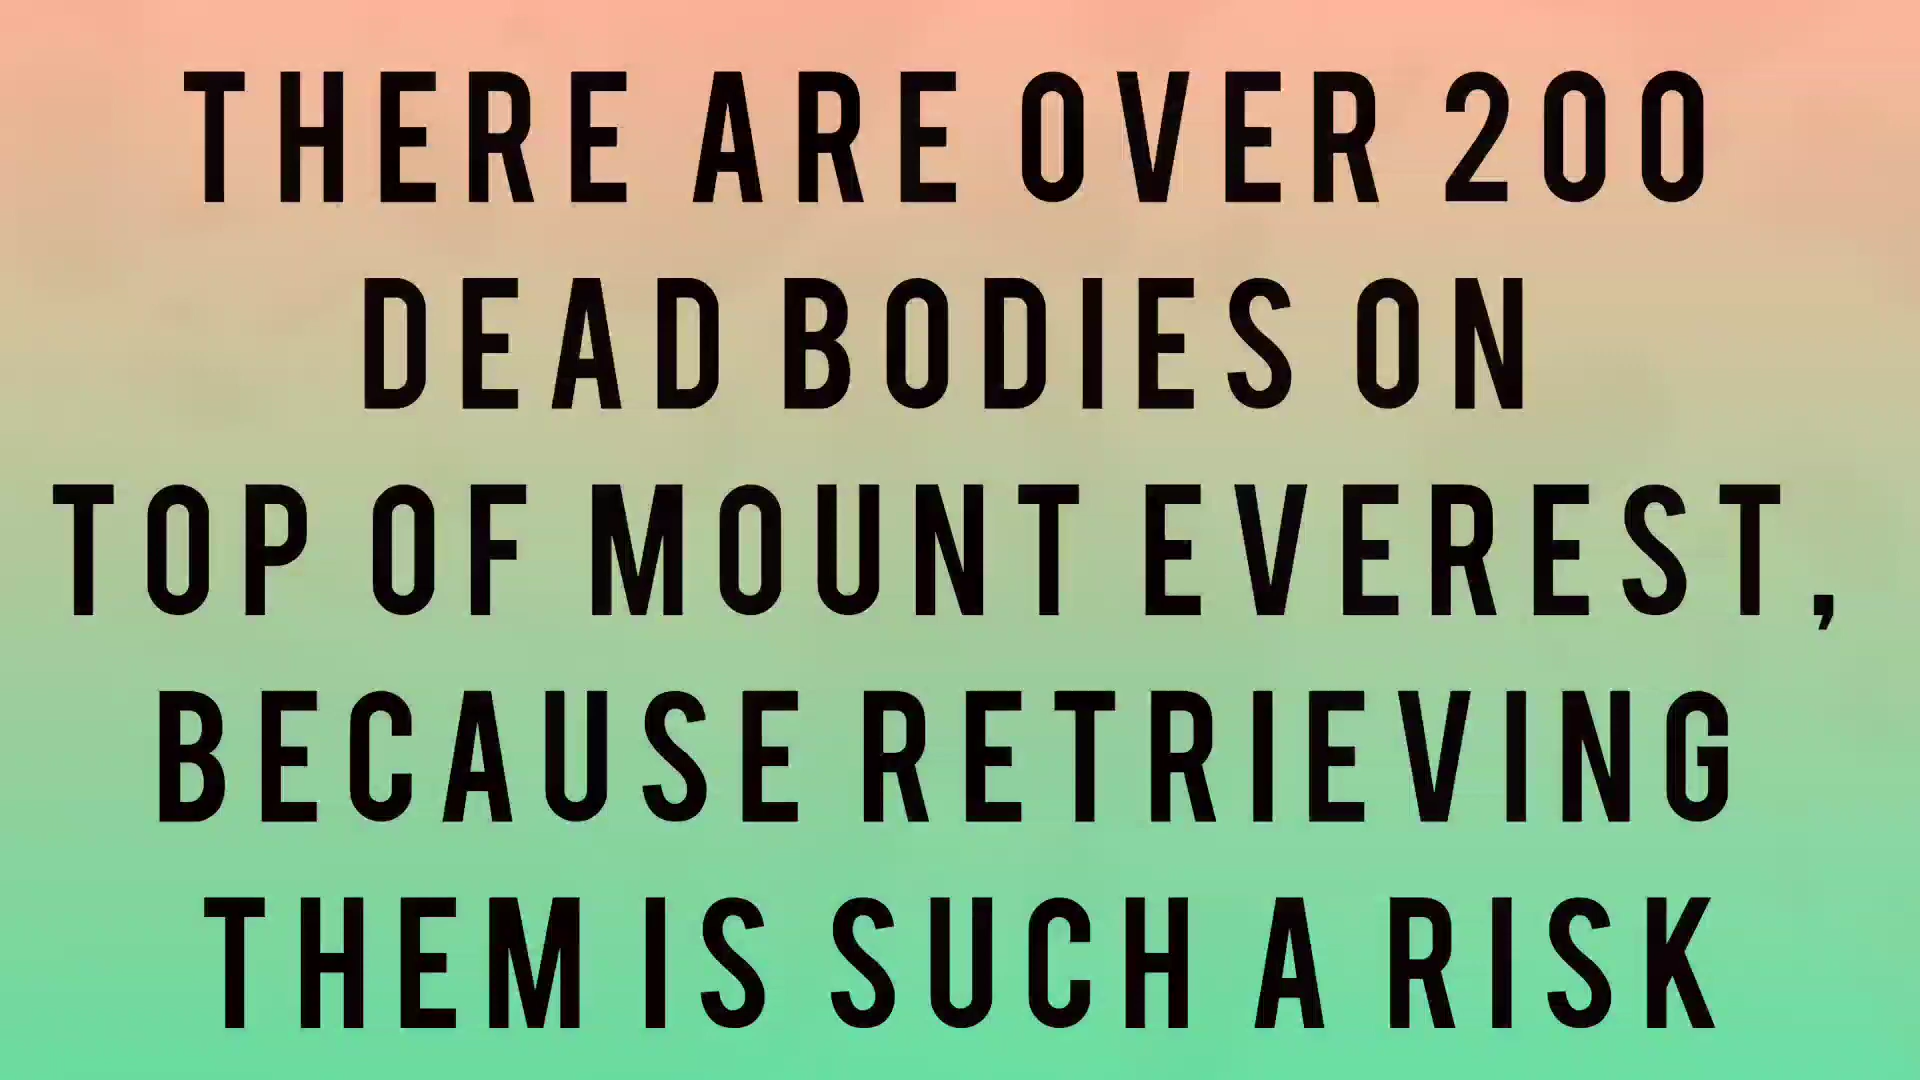 THERE ARE OVER 200
DEAD BODIES ON
TOP OF MOUNT EVEREST,
BECAUSE RETRIEVING
THEM IS SUCH A RISK